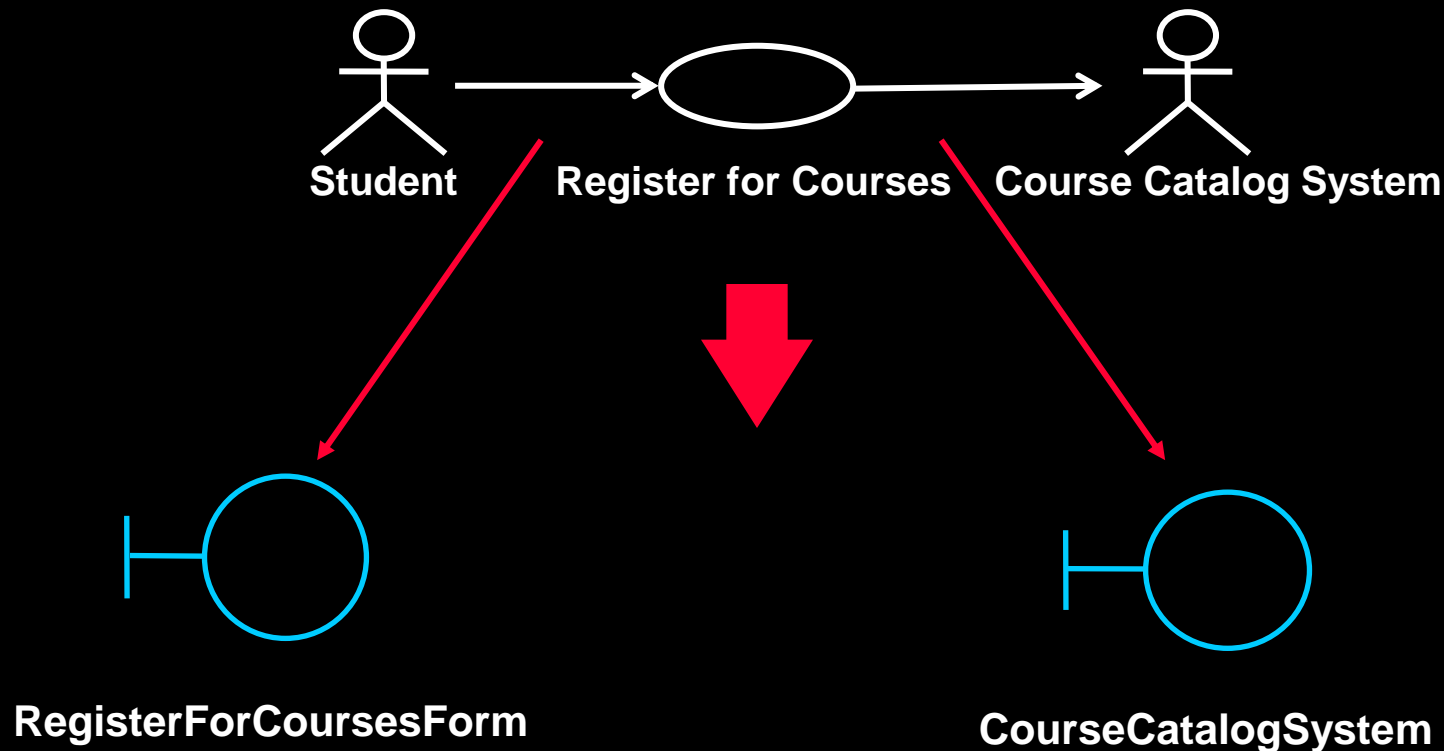 Student
Register for Courses
Course Catalog System
RegisterForCoursesForm
CourseCatalogSystem